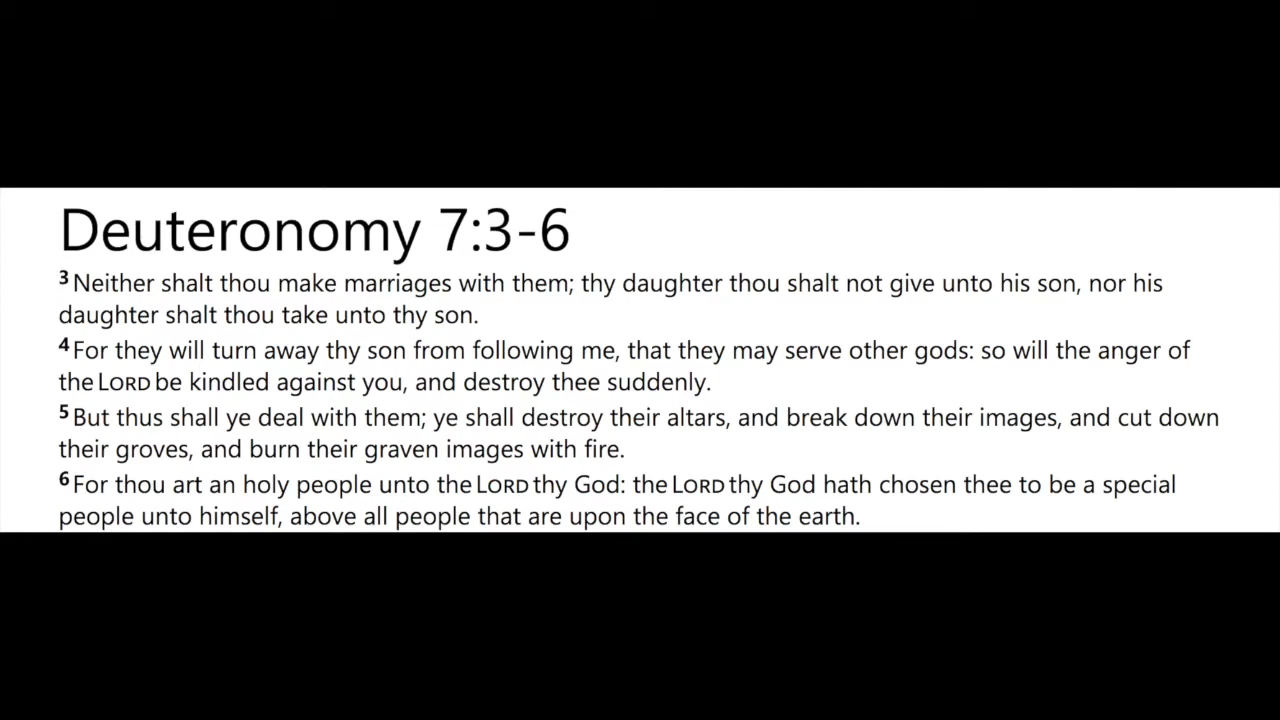 Deuteronomy 7:3-6
3 Neither shalt thou make marriages with them; thy daughter thou shalt not give unto his son, nor his
daughter shalt thou take unto thy son.
4 For they will turn away thy son from following me, that they may serve other gods: so will the anger of
the LORD be kindled against you, and destroy thee suddenly.
5 But thus shall ye deal with them; ye shall destroy their altars, and break down their images, and cut down
their groves, and burn their graven images with fire.
6 For thou art an holy people unto the LORD thy God: the LORD thy God hath chosen thee to be a special
people unto himself, above all people that are upon the face of the earth.